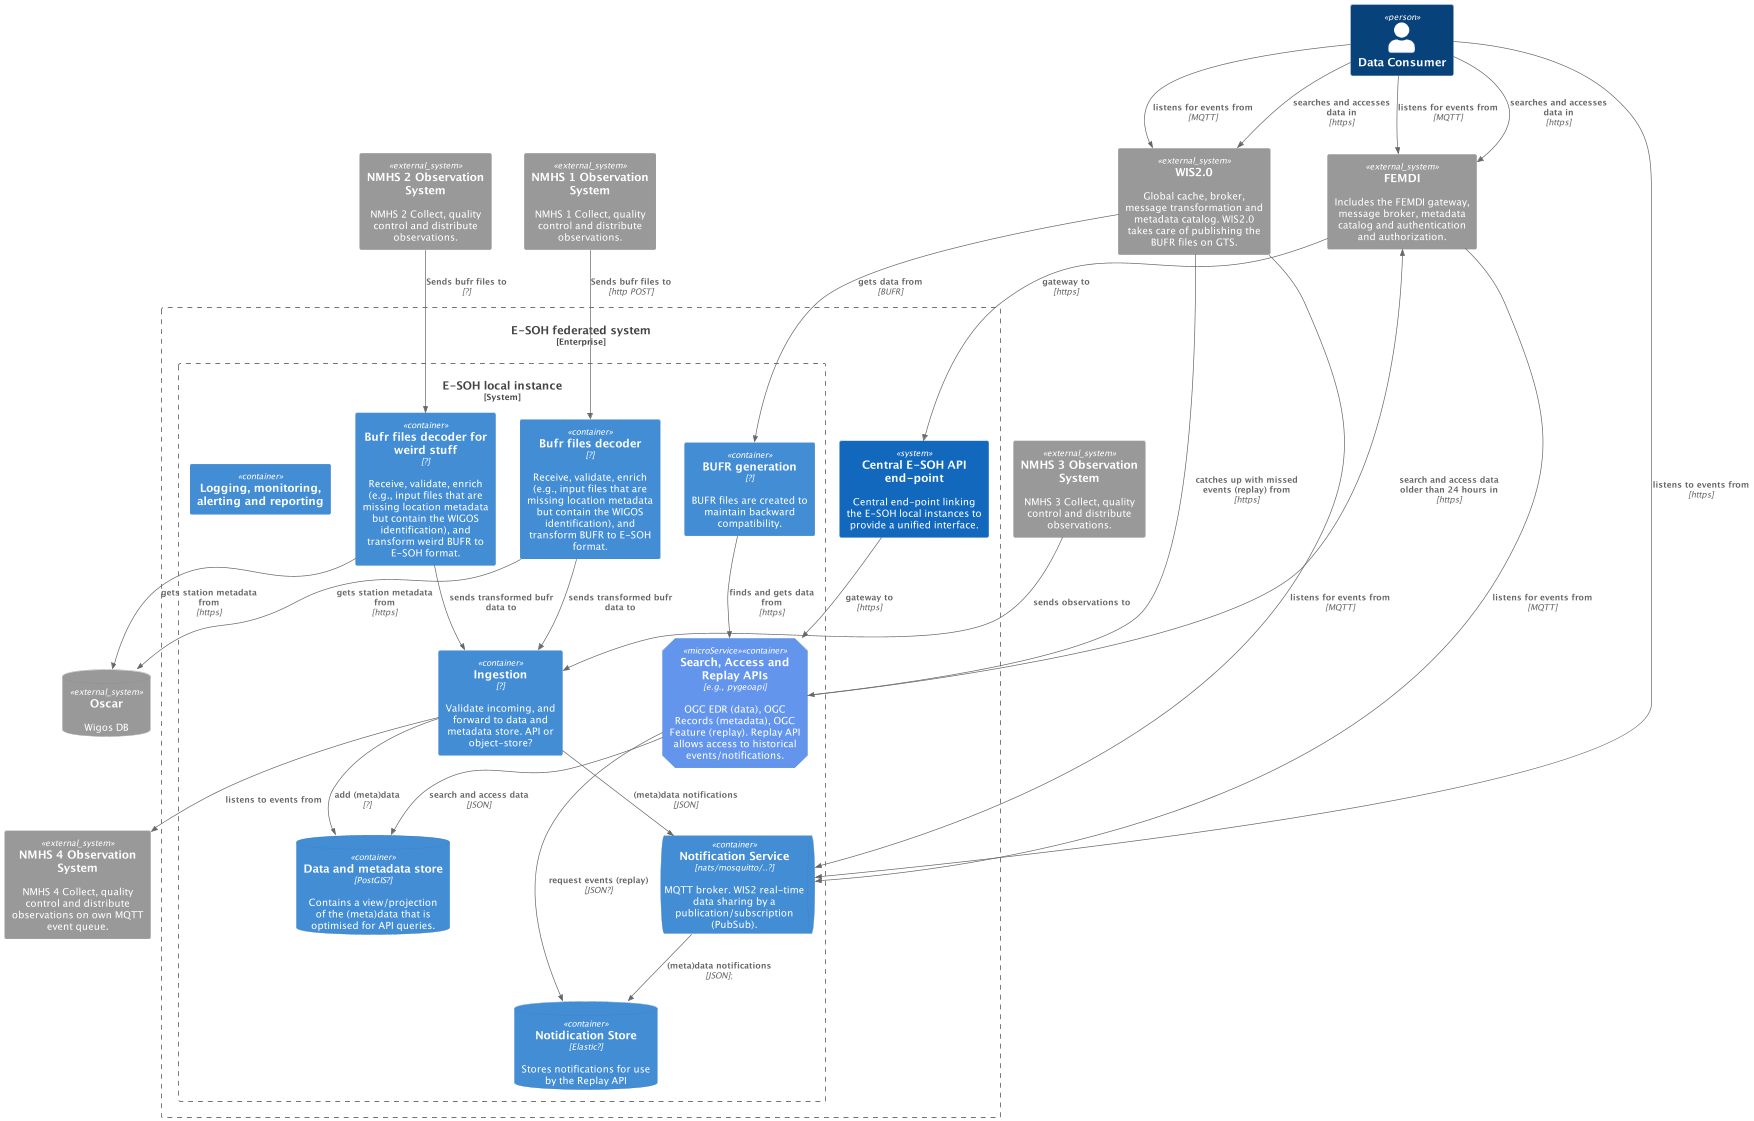 «person»
Data Consumer
listens for events from
[MQTT]
searches and accesses
data in
[https]
listens for events from
[MQTT]
searches and accesses
data in
[https]
«external_system»
NMHS 2 Observation
System
NMHS 2 Collect, quality
control and distribute
observations.
«external_system»
NMHS 1 Observation
System
NMHS 1 Collect, quality
control and distribute
observations.
«external_system»
WIS2.0
Global cache, broker,
message transformation and
metadata catalog. WIS2.0
takes care of publishing the
BUFR files on GTS.
«external_system»
FEMDI
Includes the FEMDI gateway,
message broker, metadata
catalog and authentication
and authorization.
Sends bufr files to
[?]
Sends bufr files to
[http POST]
gets data from
[BUFR]
gateway to
[https]
E-SOH federated system
[Enterprise]
E-SOH local instance
[System]
«container»
Logging, monitoring,
alerting and reporting
«container»
Bufr files decoder for
weird stuff
[?]
Receive, validate, enrich
(e.g., input files that are
missing location metadata
but contain the WIGOS
identification), and
transform weird BUFR to
E-SOH format.
«container»
Bufr files decoder
[?]
Receive, validate, enrich
(e.g., input files that are
missing location metadata
but contain the WIGOS
identification), and
transform BUFR to E-SOH
format.
«container»
BUFR generation
[?]
BUFR files are created to
maintain backward
compatibility.
«system»
Central E-SOH API
end-point
Central end-point linking
the E-SOH local instances to
provide a unified interface.
«external_system»
NMHS 3 Observation
System
NMHS 3 Collect, quality
control and distribute
observations.
catches up with missed
events (replay) from
[https]
search and access data
older than 24 hours in
[https]
listens to events from
[https]
gets station metadata
from
[https]
gets station metadata
from
[https]
sends transformed bufr
data to
sends transformed bufr
data to
finds and gets data
from
[https]
gateway to
[https]
sends observations to
listens for events from
[MQTT]
listens for events from
[MQTT]
«external_system»
Oscar
Wigos DB
«container»
Ingestion
[?]
Validate incoming, and
forward to data and
metadata store. API or
object-store?
«microService»«container»
Search, Access and
Replay APIs
[e.g., pygeoapi]
OGC EDR (data), OGC
Records (metadata), OGC
Feature (replay). Replay API
allows access to historical
events/notifications.
listens to events from
add (meta)data
[?]
search and access data
[JSON]
(meta)data notifications
[JSON]
«external_system»
NMHS 4 Observation
System
NMHS 4 Collect, quality
control and distribute
observations on own MQTT
event queue.
«container»
Data and metadata store
[PostGIS?]
Contains a view/projection
of the (meta)data that is
optimised for API queries.
request events (replay)
[JSON?]
«container»
Notification Service
[nats/mosquitto/..?]
MQTT broker. WIS2 real-time
data sharing by a
publication/subscription
(PubSub).
(meta)data notifications
[JSON];
«container»
Notidication Store
[Elastic?]
Stores notifications for use
by the Replay API